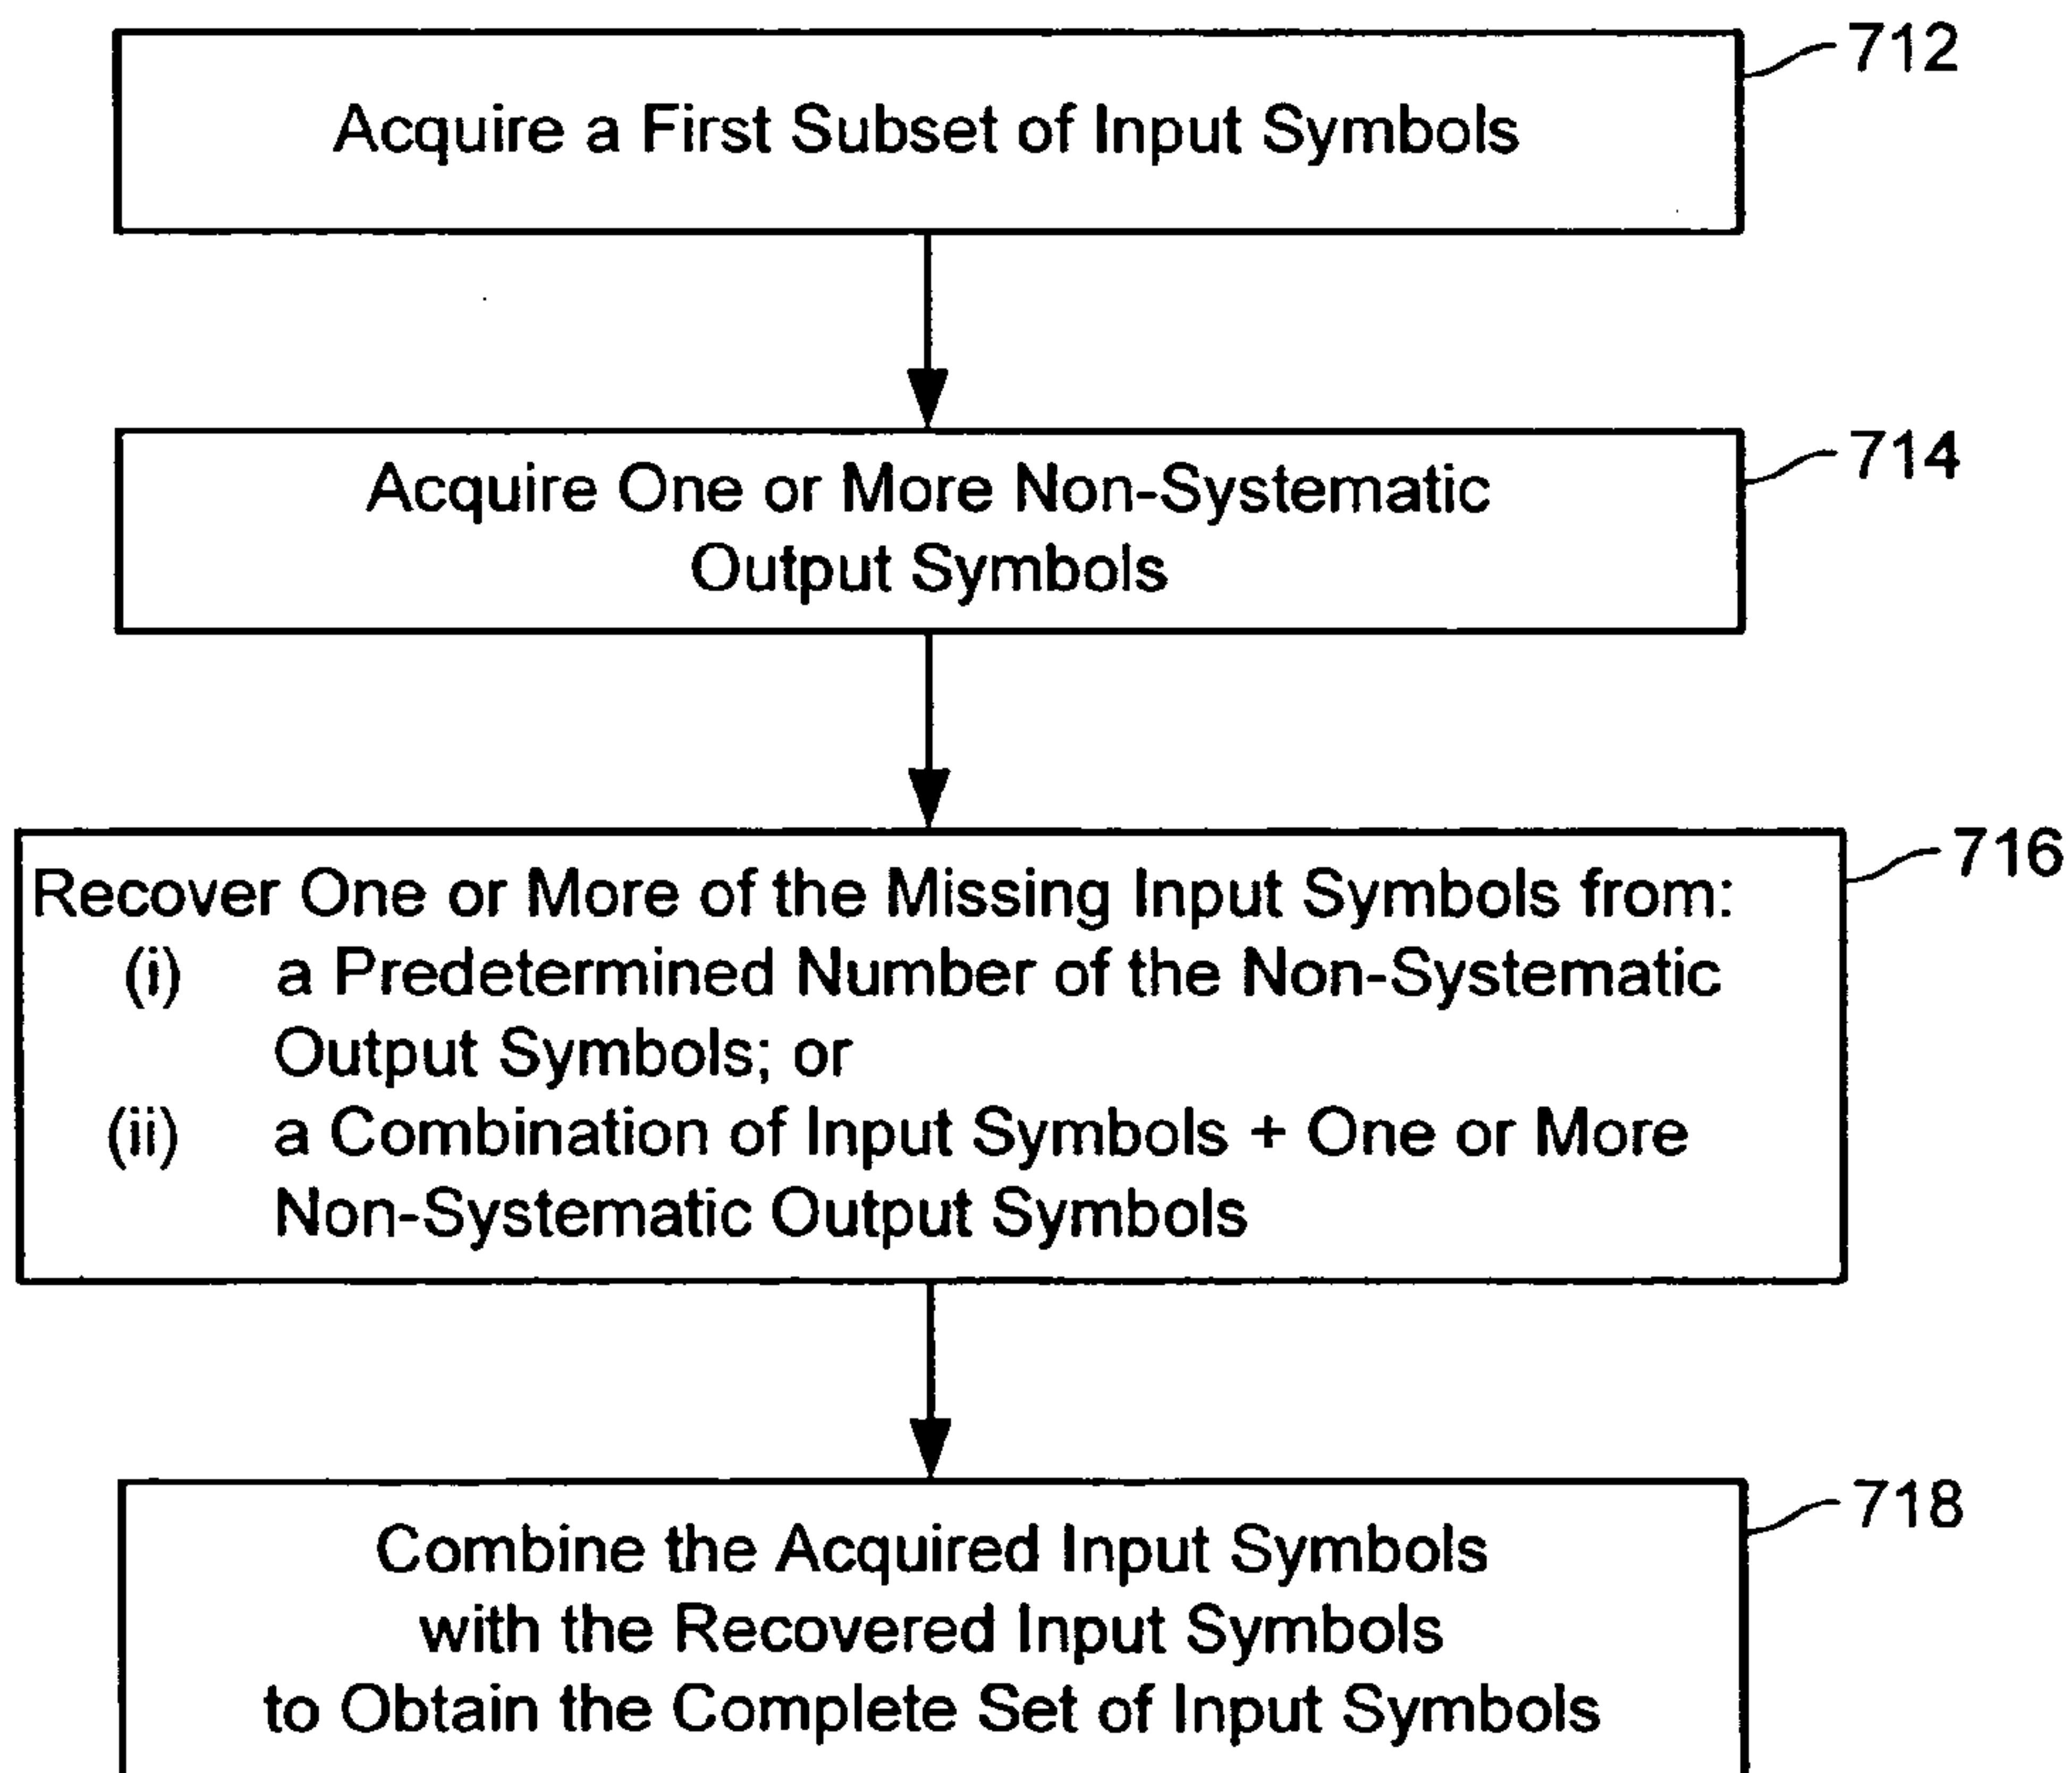 712
Acquire a First Subset of Input Symbols
714
Acquire One or More Non-Systematic
Output Symbols
716
Recover One or More of the Missing Input Symbols from:
(i) a Predetermined Number of the Non-Systematic
Output Symbols; or
(ii) a Combination of Input Symbols + One or More
Non-Systematic Output Symbols
718
Combine the Acquired Input Symbols
with the Recovered Input Symbols
to Obtain the Complete Set of Input Symbols